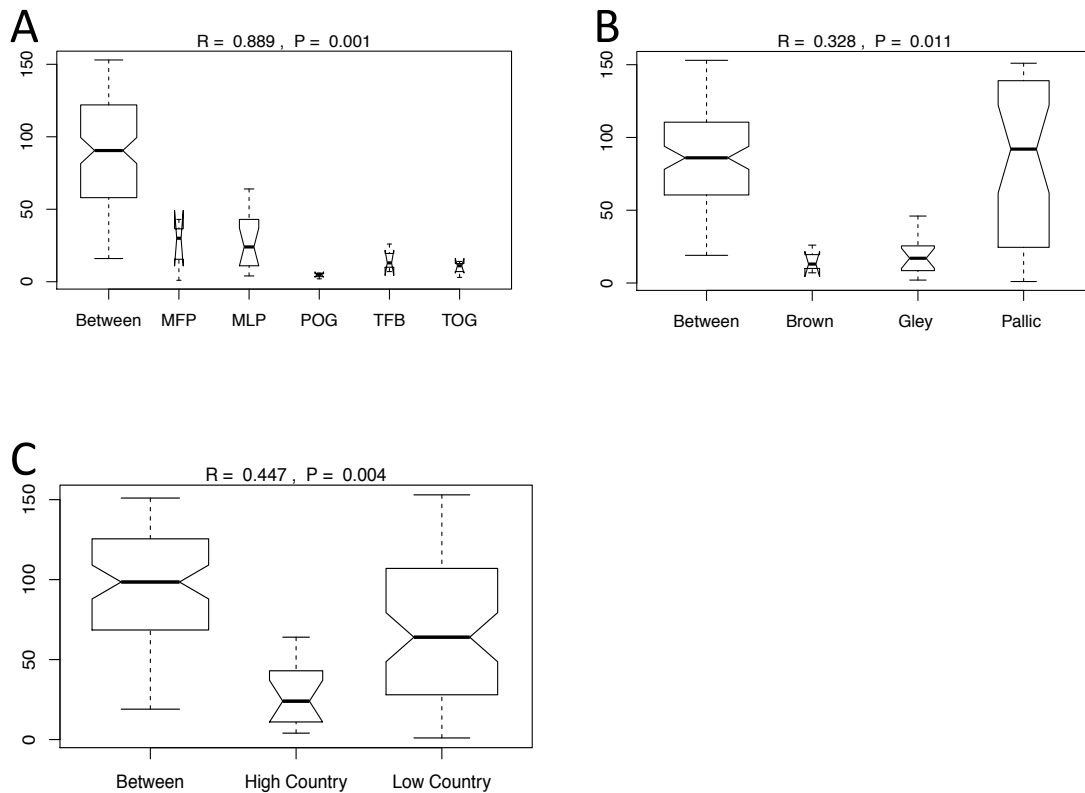 A
R = 0.889 , P = 0.001
150
100
50
0
Between MFP MLP POG TFB TOG
B
R = 0.328 , P = 0.011
150
100
50
0
Between Brown Gley Pallic
C
R = 0.447 , P = 0.004
150
100
50
0
Between High Country Low Country